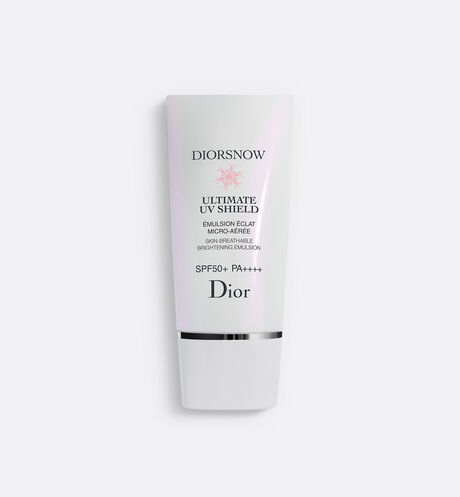 DIORSNOW
ULTIMATE
UV SHIELD
ÉMULSION ÉCLAT
MICRO-AÉRÉE
SKIN-BREATHABLE
BRIGHTENING EMULSION
SPF50+ PA++++
Dior